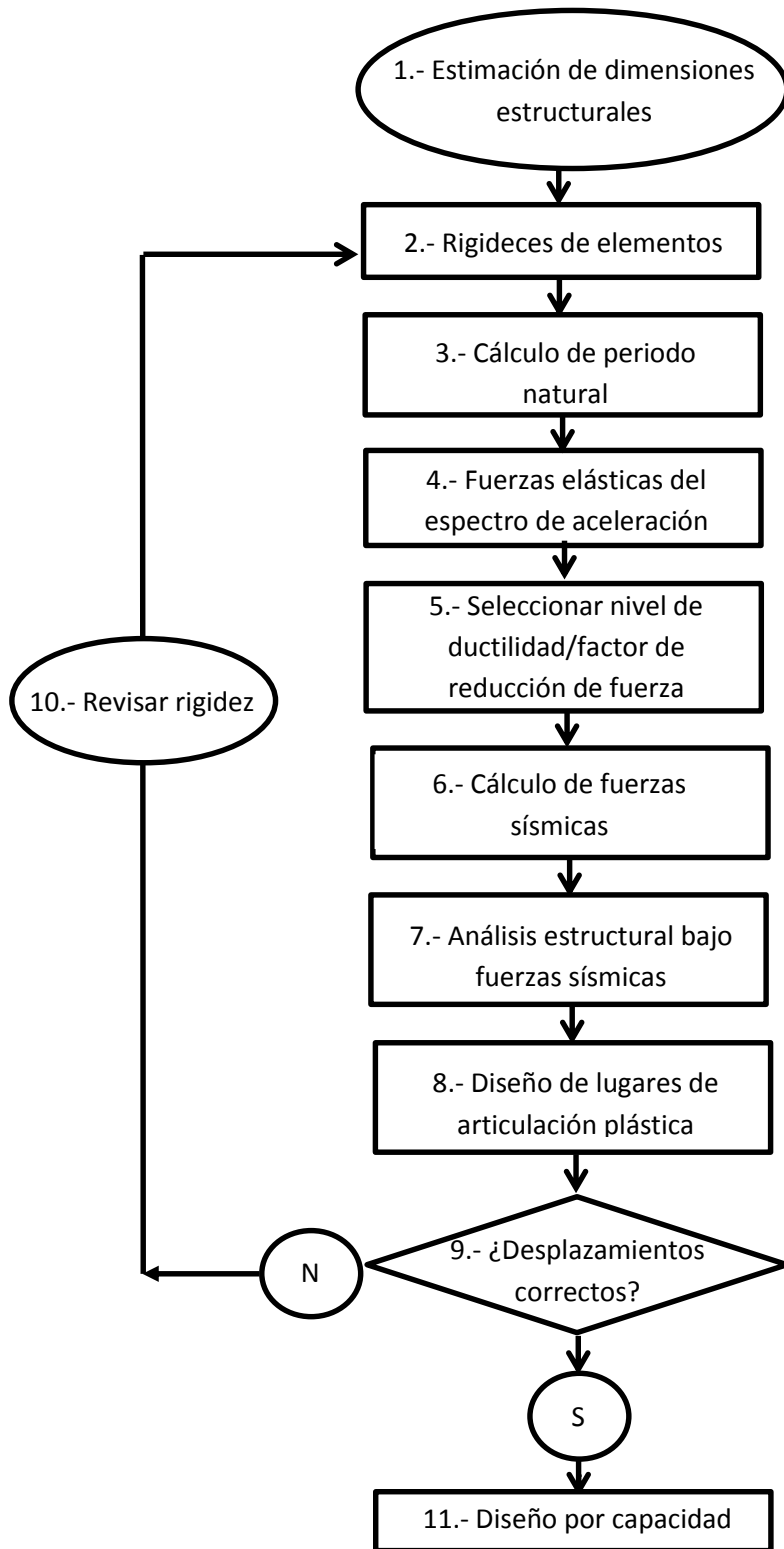 1.- Estimación de dimensiones
estructurales
2.- Rigideces de elementos
3.- Cálculo de periodo
natural
4.- Fuerzas elásticas del
espectro de aceleración
5.- Seleccionar nivel de
ductilidad/factor de
reducción de fuerza
10.- Revisar rigidez
6.- Cálculo de fuerzas
sísmicas
7.- Análisis estructural bajo
fuerzas sísmicas
8.- Diseño de lugares de
articulación plástica
9.- ¿Desplazamientos
correctos?
N
S
11.- Diseño por capacidad